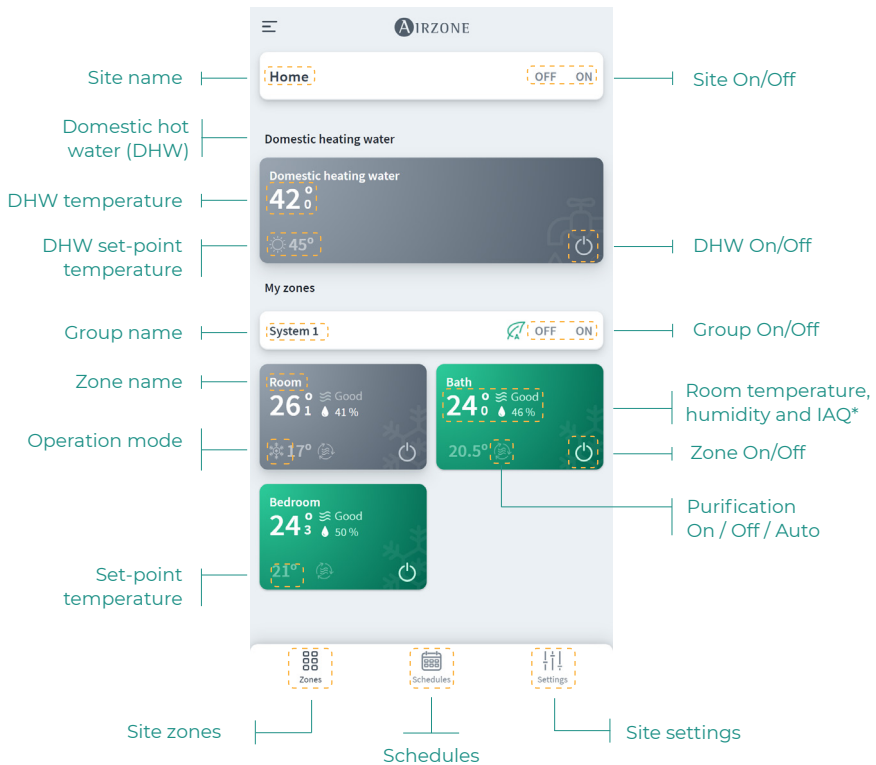 AIRZONE
Site name
Home
OFF ON
Site On/Off
Domestic hot
water (DHW)
Domestic heating water
Domestic heating water
DHW temperature
42 º 0
DHW set-point
temperature
45º
DHW On/Off
My zones
Group name
System 1
OFF ON
Group On/Off
Zone name
Room
26 º 1
Good
41 %
Bath
24 º 0
Good
46 %
Room temperature,
humidity and IAQ*
Operation mode
17º
20.5º
Zone On/Off
Bedroom
24 º 3
Good
50 %
Purification
On / Off / Auto
Set-point
temperature
21º
Zones
Schedules
Settings
Site zones
Schedules
Site settings